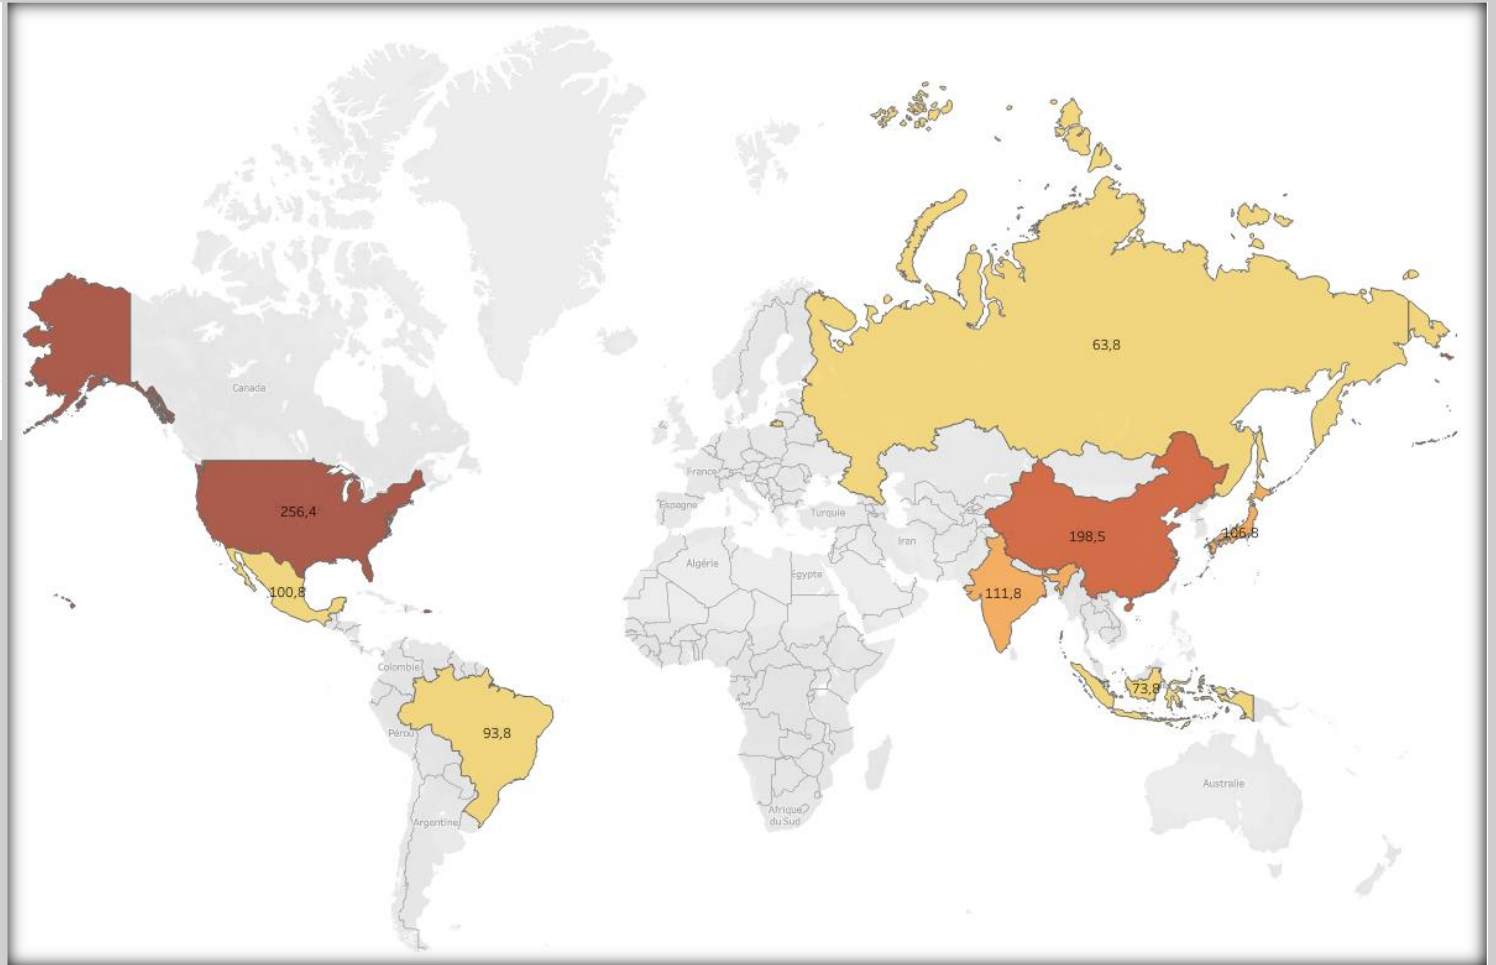 63,8
Canada
France
Espagne
Turquie
256,4
198,5
106,8
Iran
Algérie
Egypte
100,8
111,8
Colombie
73,8
Pérou
93,8
Australie
Argentine
Afrique
du Sud